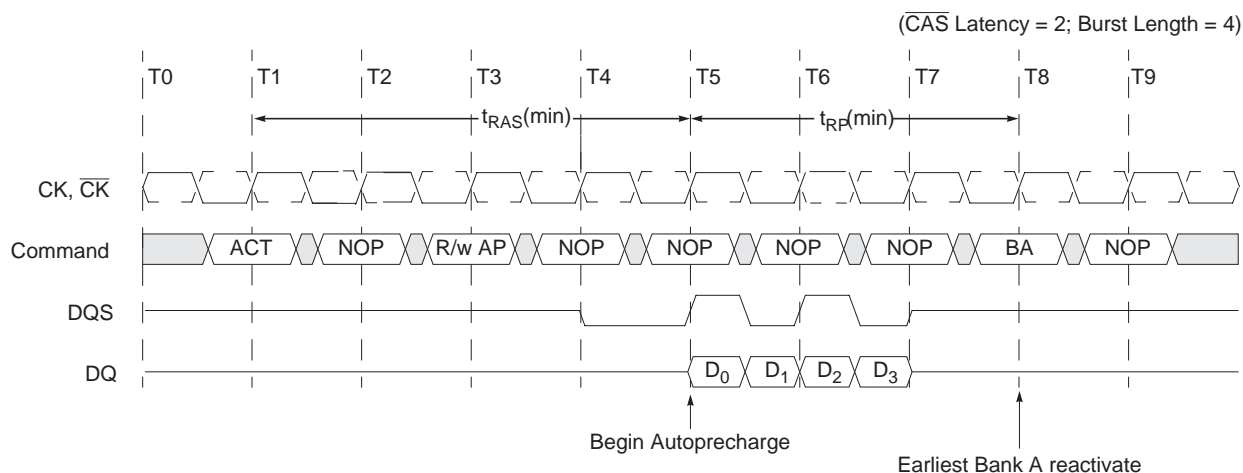 (CAS Latency = 2; Burst Length = 4)
T0 T1 T2 T3 T4 T5 T6 T7 T8 T9
tRAS(min) tRP(min)
CK, CK
Command ACT NOP R/w AP NOP NOP NOP NOP BA NOP
DQS
DQ D0 D1 D2 D3
Begin Autoprecharge
Earliest Bank A reactivate